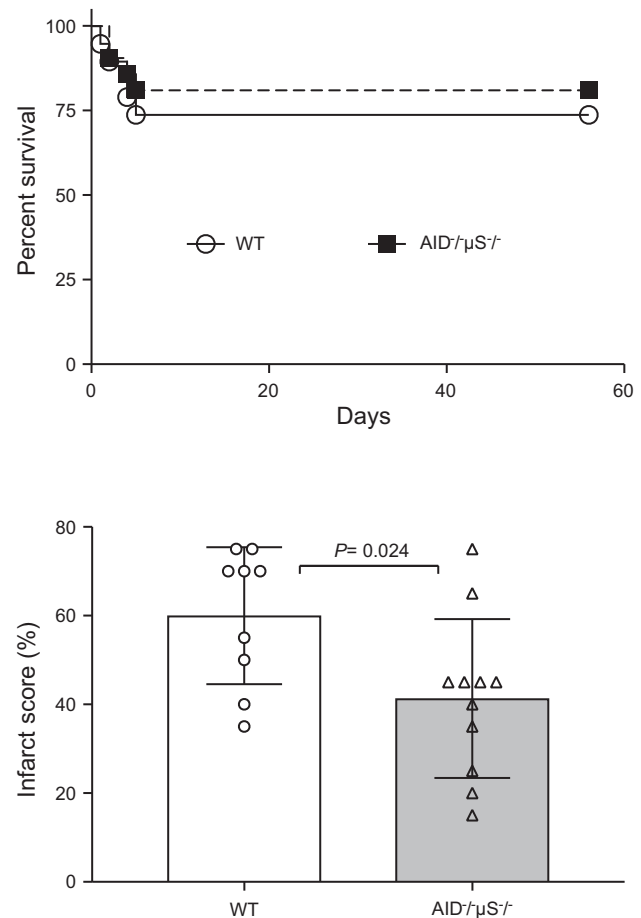 100
75
50
25
0
Percent survival
WT
AID-/-µS-/-
0
20
40
60
Days
80
60
40
20
0
Infarct score (%)
P= 0.024
WT
AID-/-µS-/-